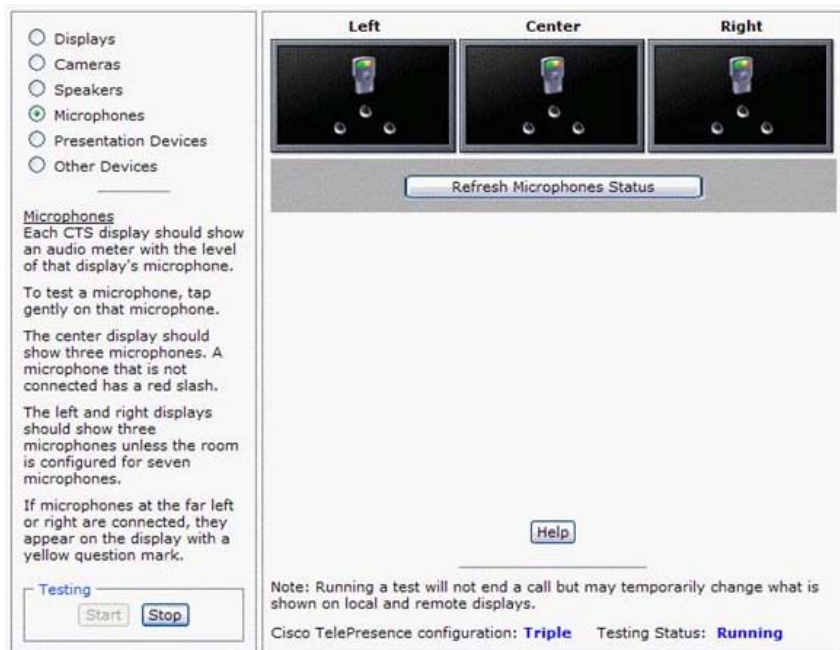 Displays
Cameras
Speakers
Microphones
Presentation Devices
Other Devices
Microphones
Each CTS display should show
an audio meter with the level
of that display's microphone.
To test a microphone, tap
gently on that microphone.
The center display should
show three microphones. A
microphone that is not
connected has a red slash.
The left and right displays
should show three
microphones unless the room
is configured for seven
microphones.
If microphones at the far left
or right are connected, they
appear on the display with a
yellow question mark.
Testing
Start Stop
Left Center Right
Refresh Microphones Status
Help
Note: Running a test will not end a call but may temporarily change what is
shown on local and remote displays.
Cisco TelePresence configuration: Triple Testing Status: Running